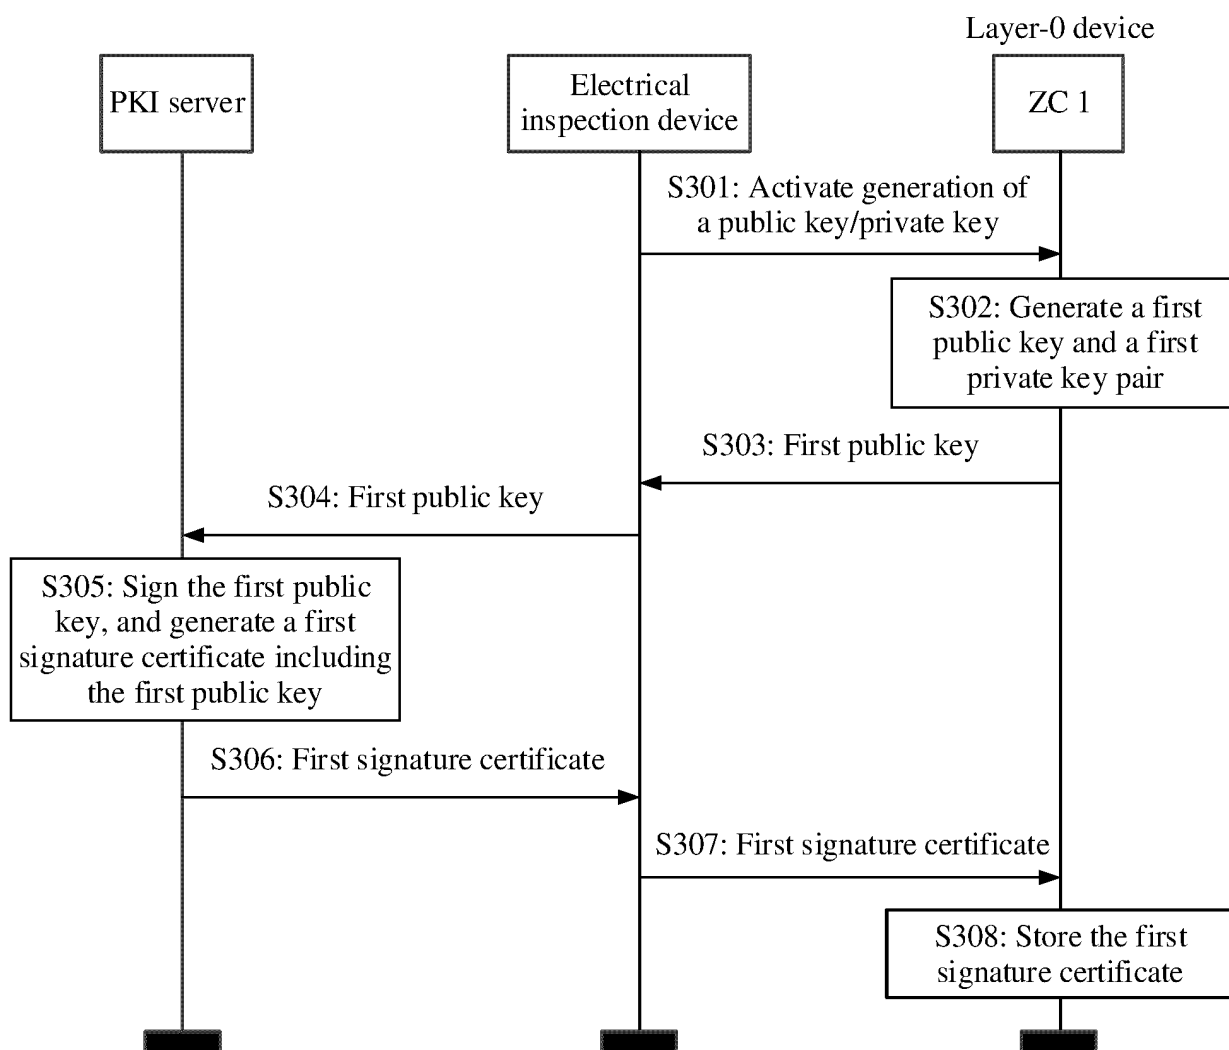 Layer-0 device
PKI server
Electrical
inspection device
ZC 1
S301: Activate generation of
a public key/private key
S302: Generate a first
public key and a first
private key pair
S303: First public key
S304: First public key
S305: Sign the first public
key, and generate a first
signature certificate including
the first public key
S306: First signature certificate
S307: First signature certificate
S308: Store the first
signature certificate